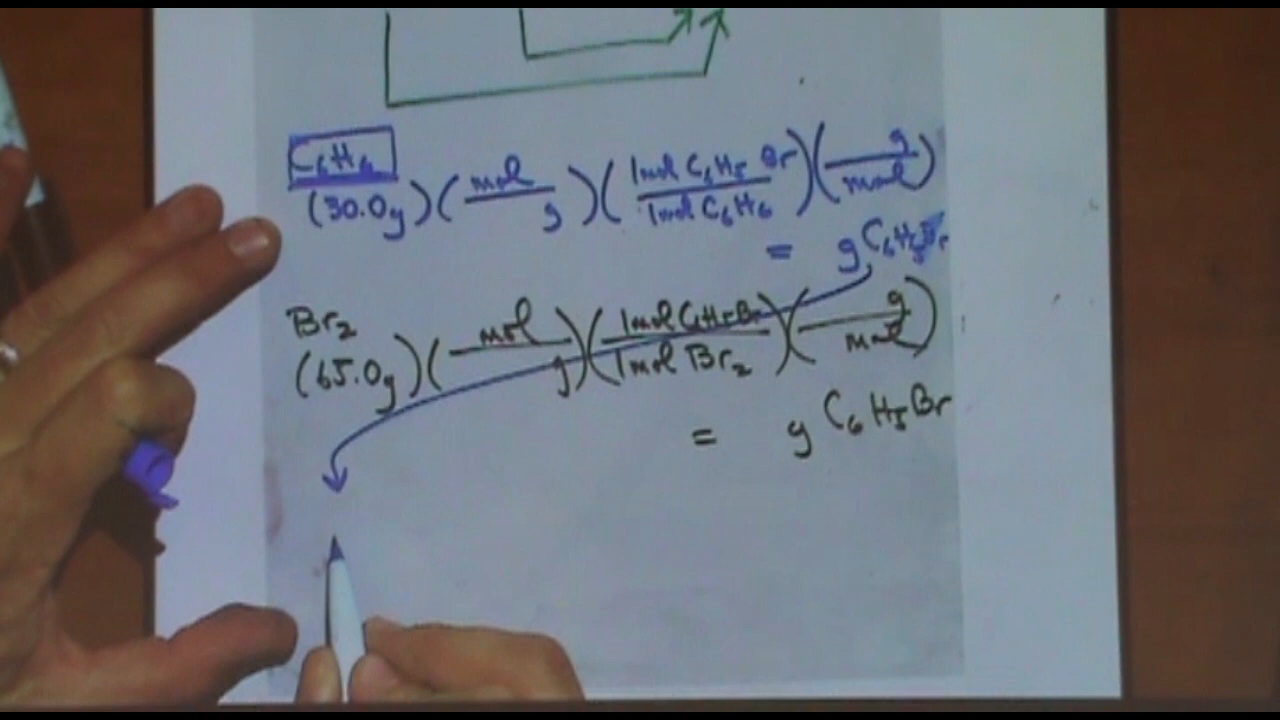 C₆H₆
(30.0g)(mol/g)(1mol C₆H₅Br/1mol C₆H₆)(g/mol)
= g C₆H₅Br
Br₂
(65.0g)(mol/g)(1mol C₆H₅Br/1mol Br₂)(g/mol)
= g C₆H₅Br